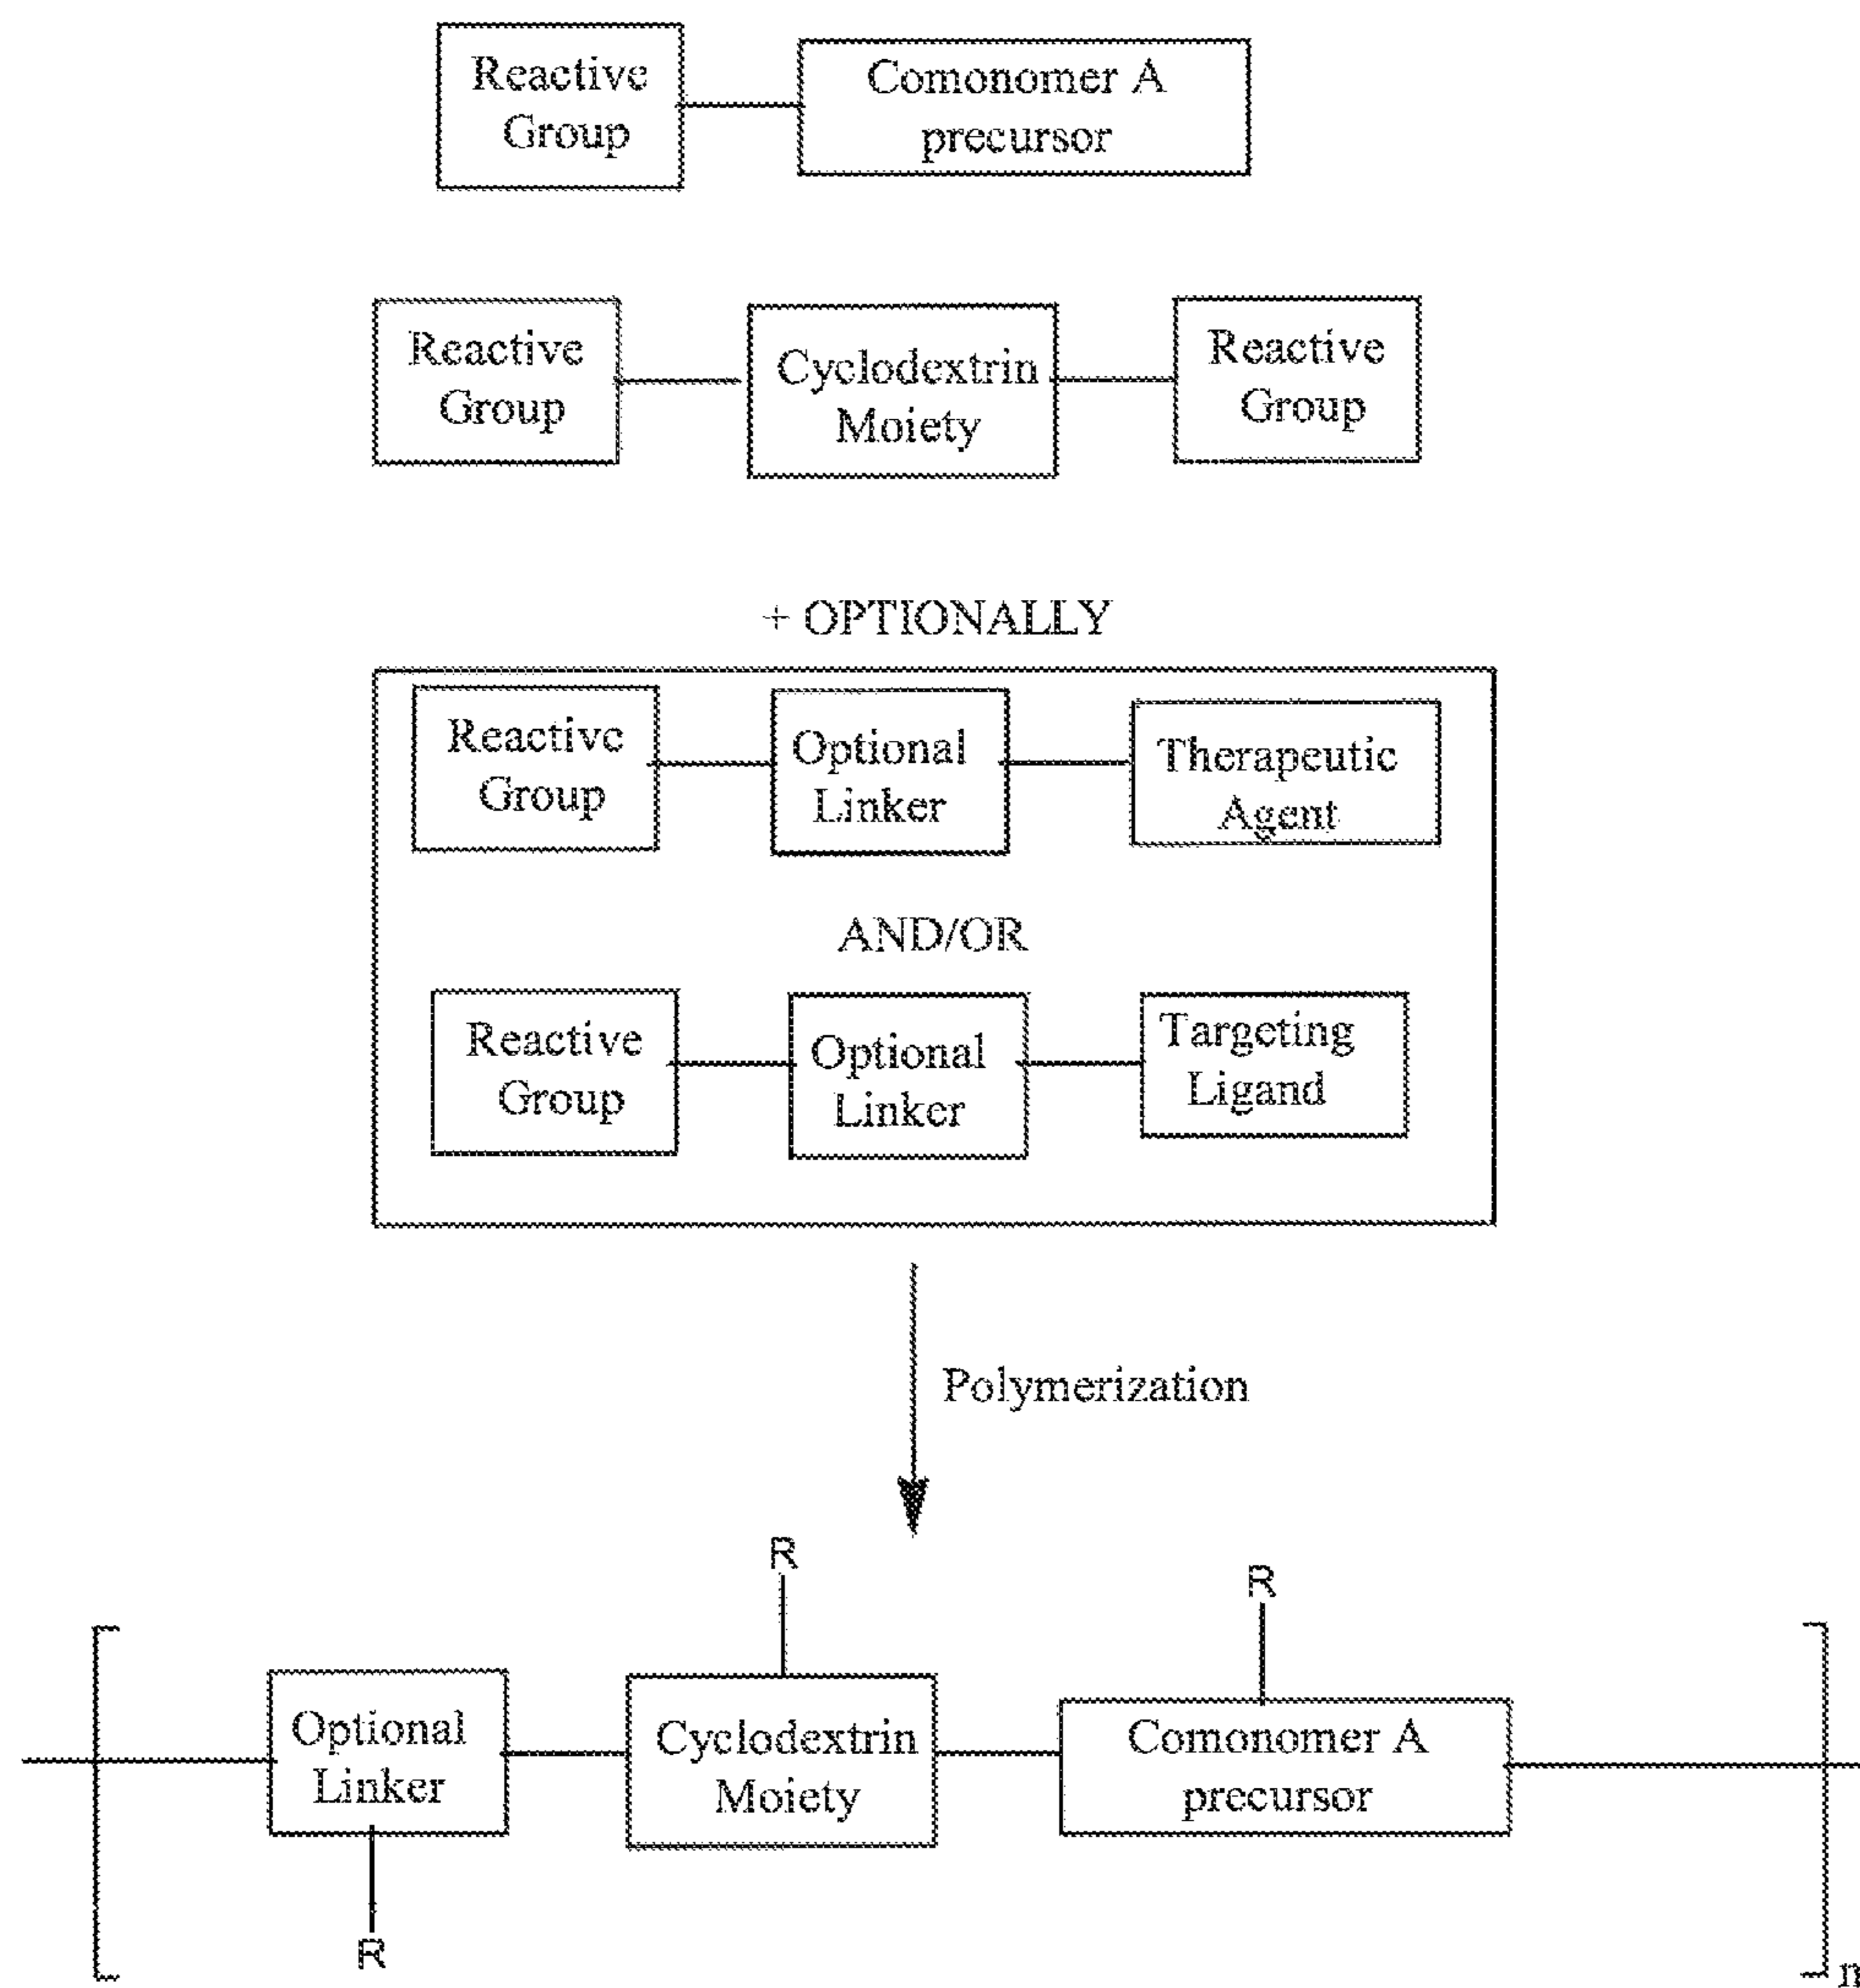 Reactive
Group
Comonomer A
precursor
Reactive
Group
Cyclodextrin
Moiety
Reactive
Group
+ OPTIONALLY
Reactive
Group
Optional
Linker
Therapeutic
Agent
AND/OR
Reactive
Group
Optional
Linker
Targeting
Ligand
Polymerization
R
R
Optional
Linker
Cyclodextrin
Moiety
Comonomer A
precursor
R
n